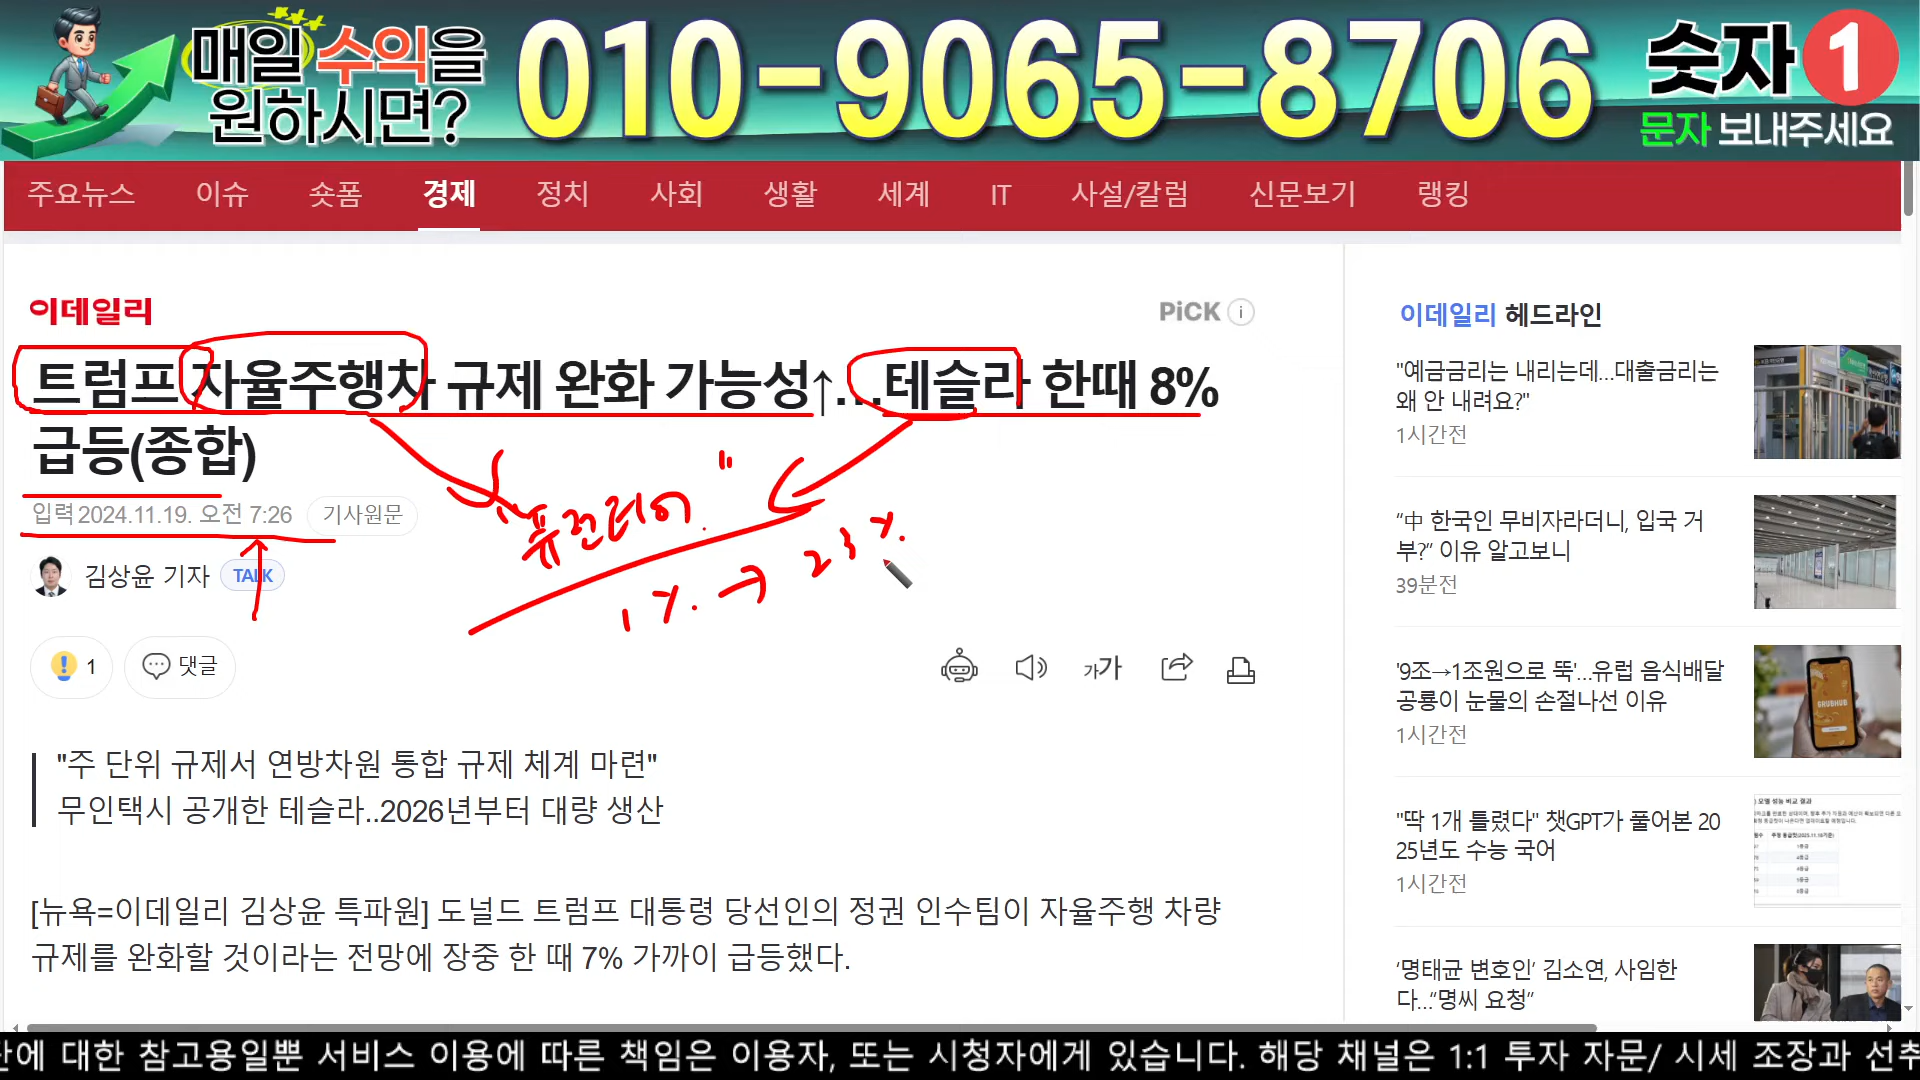 매일 수익을
원하시면?
010-9065-8706
숫자 1
문자 보내주세요
주요뉴스 이슈 숏폼 경제 정치 사회 생활 세계 IT 사설/칼럼 신문보기 랭킹
이데일리
PiCK i
트럼프 자율주행차 규제 완화 가능성↑…테슬라 한때 8%
급등(종합)
입력 2024.11.19. 오전 7:26 기사원문
김상윤 기자 TALK
퓨런티어
1% → 23%
1 댓글
가가
"주 단위 규제서 연방차원 통합 규제 체계 마련"
무인택시 공개한 테슬라..2026년부터 대량 생산
[뉴욕=이데일리 김상윤 특파원] 도널드 트럼프 대통령 당선인의 정권 인수팀이 자율주행 차량
규제를 완화할 것이라는 전망에 장중 한 때 7% 가까이 급등했다.
이데일리 헤드라인
"예금금리는 내리는데…대출금리는
왜 안 내려요?"
1시간전
“中 한국인 무비자라더니, 입국 거
부?” 이유 알고보니
39분전
'9조→1조원으로 뚝'…유럽 음식배달
공룡이 눈물의 손절나선 이유
1시간전
GRUBHUB
"딱 1개 틀렸다" 챗GPT가 풀어본 20
25년도 수능 국어
1시간전
‘명태균 변호인’ 김소연, 사임한
다…“명씨 요청”
에 대한 참고용일뿐 서비스 이용에 따른 책임은 이용자, 또는 시청자에게 있습니다. 해당 채널은 1:1 투자 자문/ 시세 조장과 선취